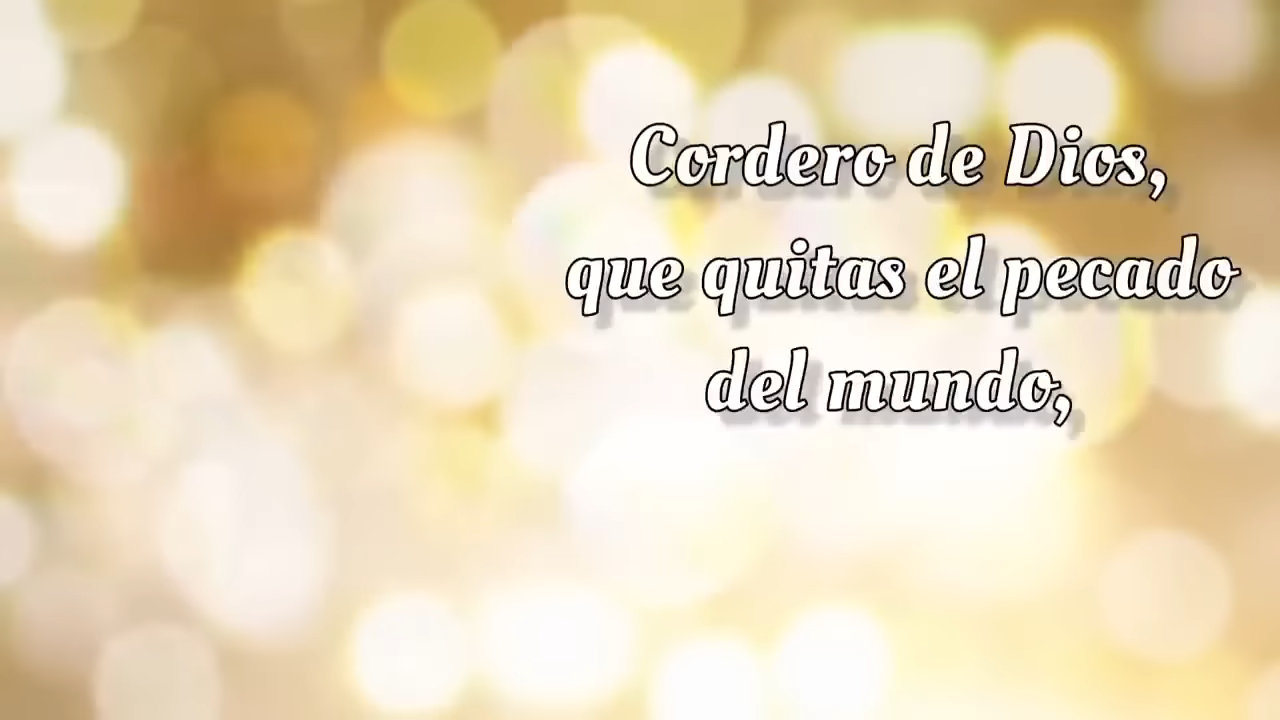 Cordero de Dios,
que quitas el pecado
del mundo,